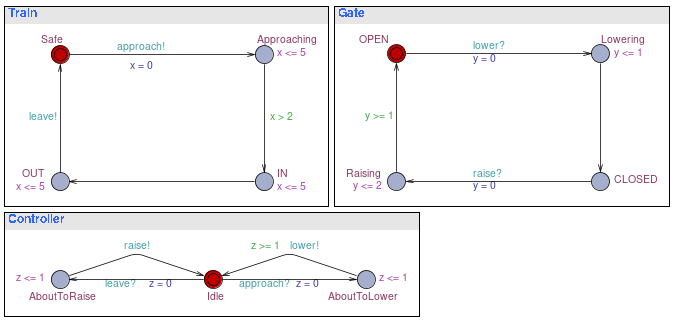 Train
Safe
approach!
x = 0
Approaching
x <= 5
leave!
x > 2
OUT
x <= 5
IN
x <= 5
Gate
OPEN
lower?
y = 0
Lowering
y <= 1
y >= 1
Raising
y <= 2
raise?
y = 0
CLOSED
Controller
raise!
z >= 1 lower!
z <= 1
leave? z = 0
approach? z = 0
z <= 1
AboutToRaise
Idle
AboutToLower